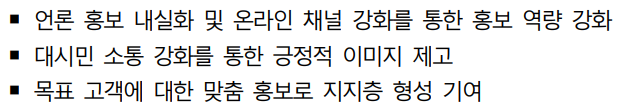 ▪ 언론 홍보 내실화 및 온라인 채널 강화를 통한 홍보 역량 강화
▪ 대시민 소통 강화를 통한 긍정적 이미지 제고
▪ 목표 고객에 대한 맞춤 홍보로 지지층 형성 기여